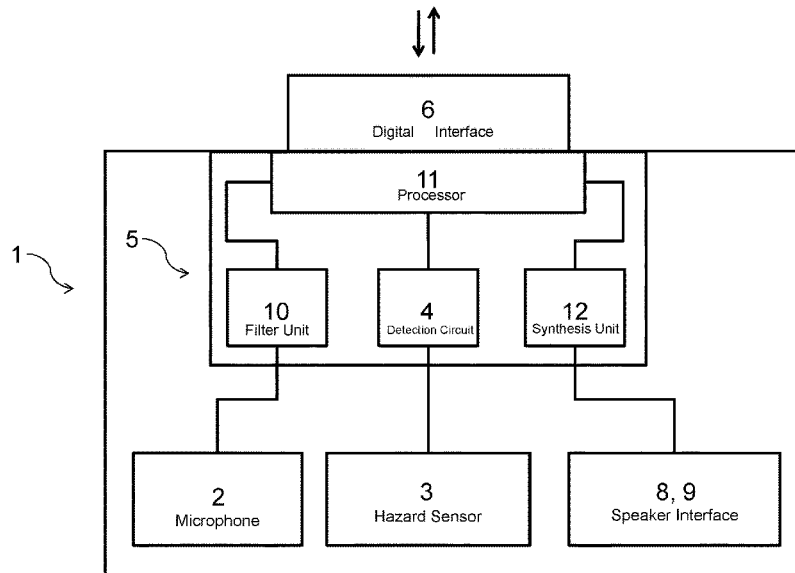 6
Digital Interface
11
Processor
1
5
10
Filter Unit
4
Detection Circuit
12
Synthesis Unit
2
Microphone
3
Hazard Sensor
8, 9
Speaker Interface